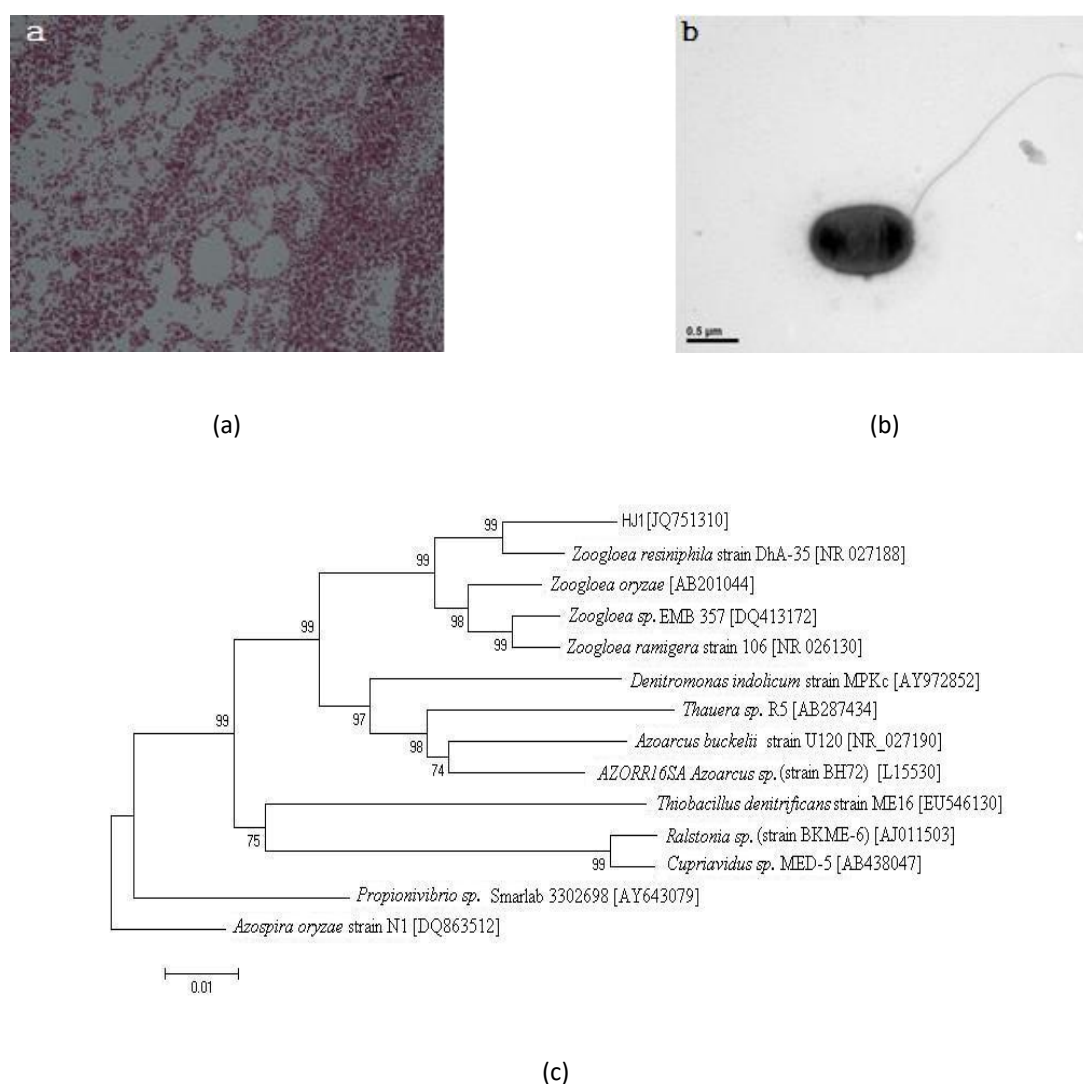 a
b
0.5 µm
(a)
(b)
99
HJ1[JQ751310]
99
Zoogloea resiniphila strain DhA-35 [NR 027188]
Zoogloea oryzae [AB201044]
98
Zoogloea sp. EMB 357 [DQ413172]
99
Zoogloea ramigera strain 106 [NR 026130]
99
Denitromonas indolicum strain MPKc [AY972852]
97
Thauera sp. R5 [AB287434]
99
98
Azoarcus buckelii strain U120 [NR_027190]
74
AZORR16SA Azoarcus sp.(strain BH72) [L15530]
Thiobacillus denitrificans strain ME16 [EU546130]
75
Ralstonia sp. (strain BKME-6) [AJ011503]
99
Cupriavidus sp. MED-5 [AB438047]
Propionivibrio sp. Smarlab 3302698 [AY643079]
Azospira oryzae strain N1 [DQ863512]
0.01
(c)